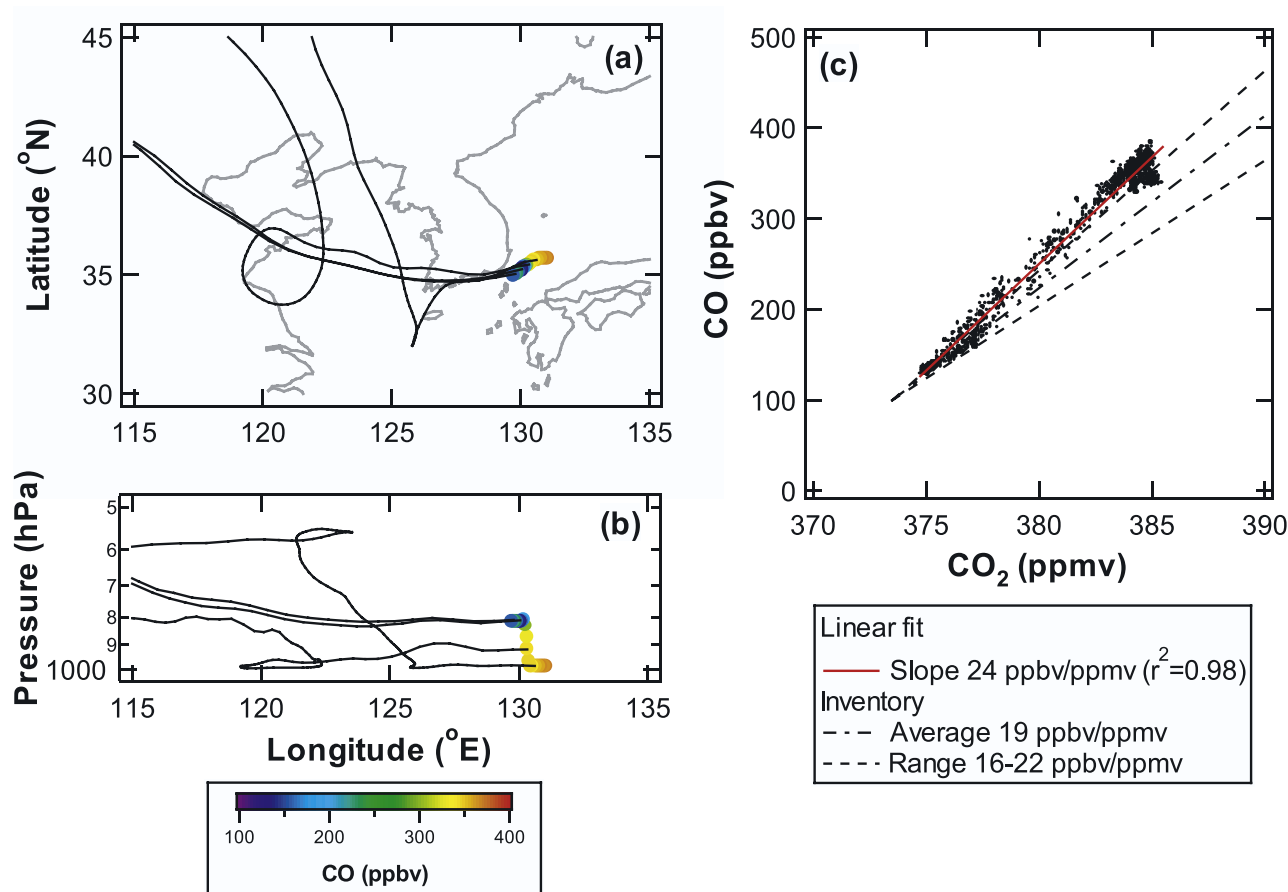 (a)
45
40
35
30
Latitude (°N)
115 120 125 130 135
(b)
5
6
7
8
9
1000
Pressure (hPa)
115 120 125 130 135
Longitude (°E)
100 200 300 400
CO (ppbv)
(c)
500
400
300
200
100
0
CO (ppbv)
370 375 380 385 390
CO₂ (ppmv)
Linear fit
Slope 24 ppbv/ppmv (r²=0.98)
Inventory
Average 19 ppbv/ppmv
Range 16-22 ppbv/ppmv